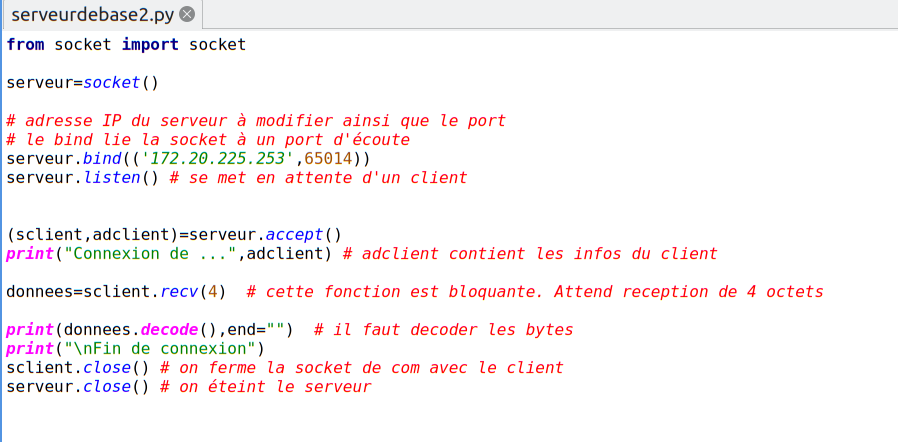 serveurdebase2.py
from socket import socket
serveur=socket()
# adresse IP du serveur à modifier ainsi que le port
# le bind lie la socket à un port d'écoute
serveur.bind(('172.20.225.253',65014))
serveur.listen() # se met en attente d'un client
(sclient,adclient)=serveur.accept()
print("Connexion de ...",adclient) # adclient contient les infos du client
donnees=sclient.recv(4)  # cette fonction est bloquante. Attend reception de 4 octets
print(donnees.decode(),end="")  # il faut decoder les bytes
print("\nFin de connexion")
sclient.close() # on ferme la socket de com avec le client
serveur.close() # on éteint le serveur